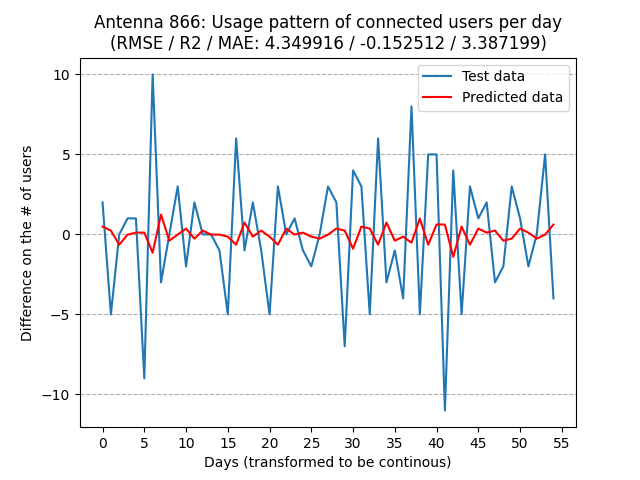 Antenna 866: Usage pattern of connected users per day
(RMSE / R2 / MAE: 4.349916 / -0.152512 / 3.387199)
Test data
Predicted data
Difference on the # of users
10
5
0
−5
−10
0 5 10 15 20 25 30 35 40 45 50 55
Days (transformed to be continous)